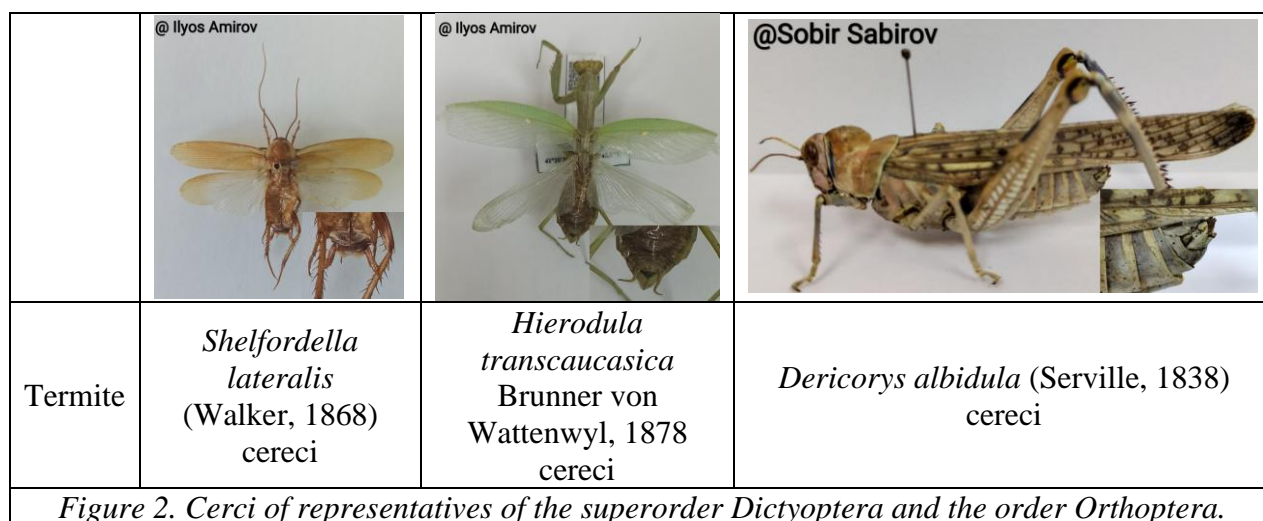 @ Ilyos Amirov
@ Ilyos Amirov
@Sobir Sabirov
Termite
Shelfordella
lateralis
(Walker, 1868)
cereci
Hierodula
transcaucasica
Brunner von
Wattenwyl, 1878
cereci
Dericorys albidula (Serville, 1838)
cereci
Figure 2. Cerci of representatives of the superorder Dictyoptera and the order Orthoptera.